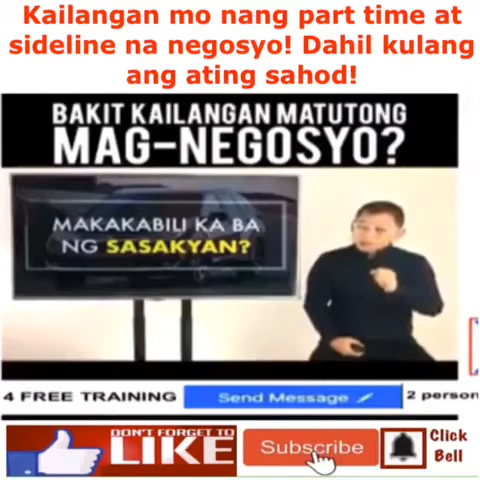 Kailangan mo nang part time at
sideline na negosyo! Dahil kulang
ang ating sahod!
BAKIT KAILANGAN MATUTONG
MAG-NEGOSYO?
MAKAKABILI KA BA
NG SASAKYAN?
4 FREE TRAINING
Send Message
2 person
DON'T FORGET TO
LIKE
Subscribe
Click
Bell